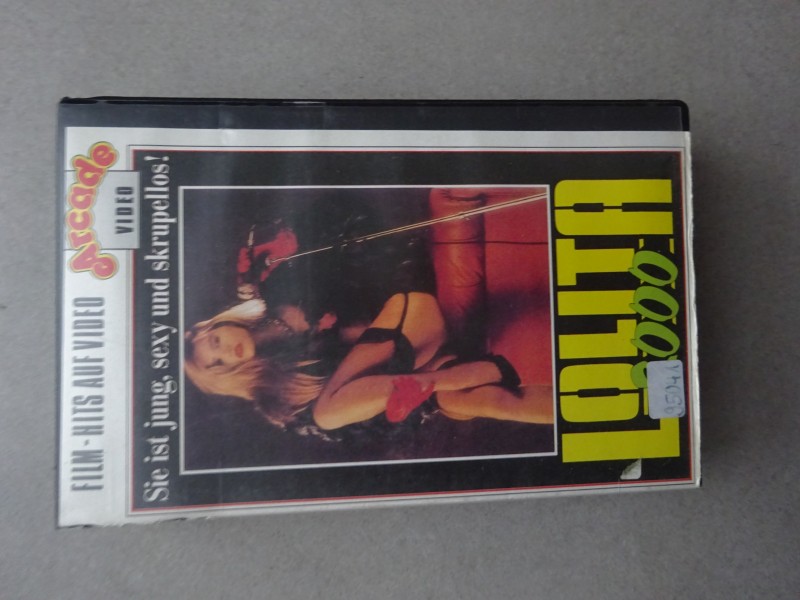 FILM-HITS AUF VIDEO
Arcade
VIDEO
Sie ist jung, sexy und skrupellos!
LOLITA
2000